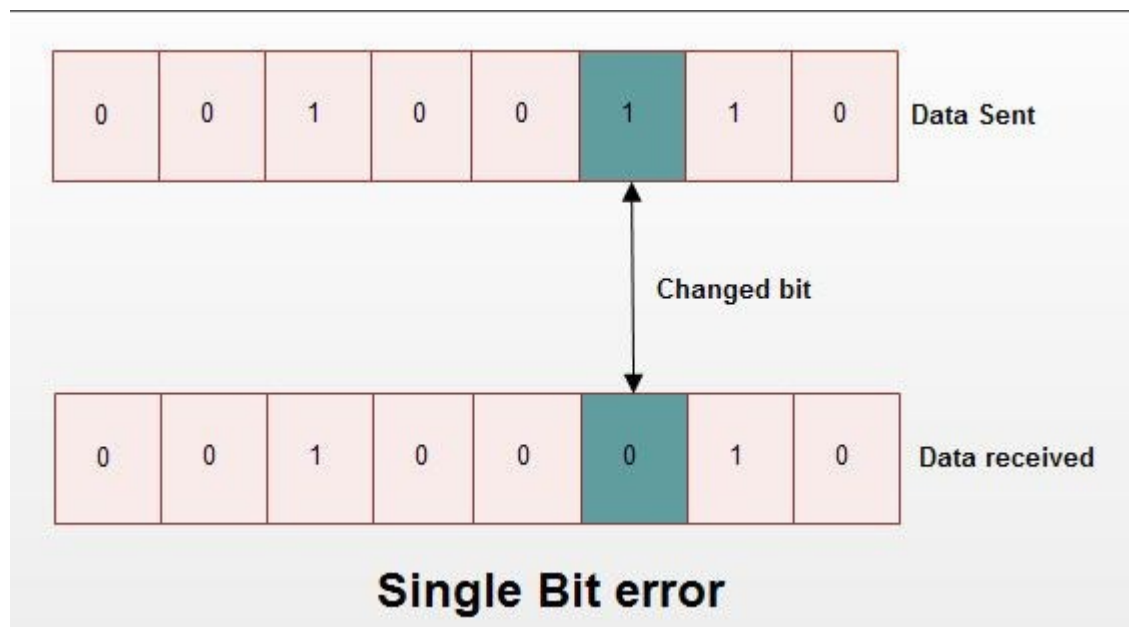 0 0 1 0 0 1 1 0 Data Sent
Changed bit
0 0 1 0 0 0 1 0 Data received
Single Bit error